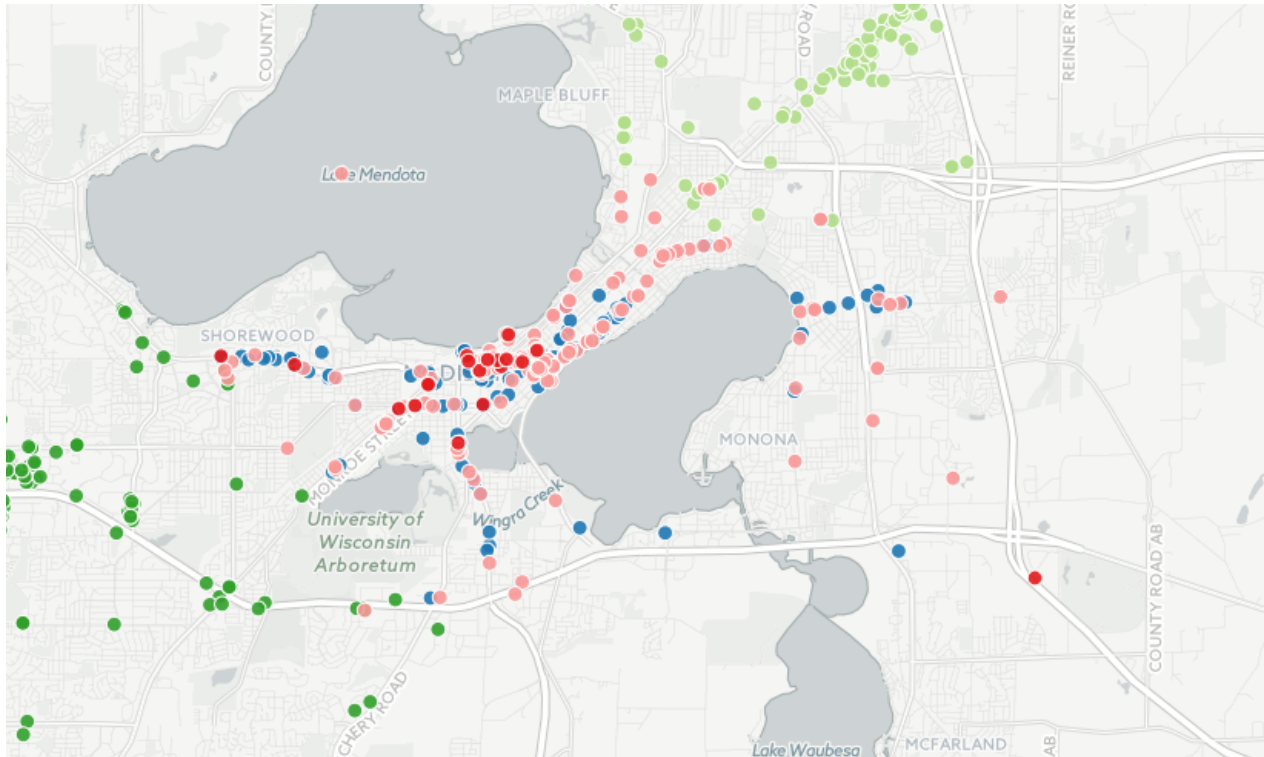 COUNTY
ROAD
REINER RO
MAPLE BLUFF
Lake Mendota
SHOREWOOD
MONROE STREET
MONONA
Wingra Creek
University of
Wisconsin
Arboretum
COUNTY ROAD AB
CHERY ROAD
MCFARLAND
AB
Lake Waubesa